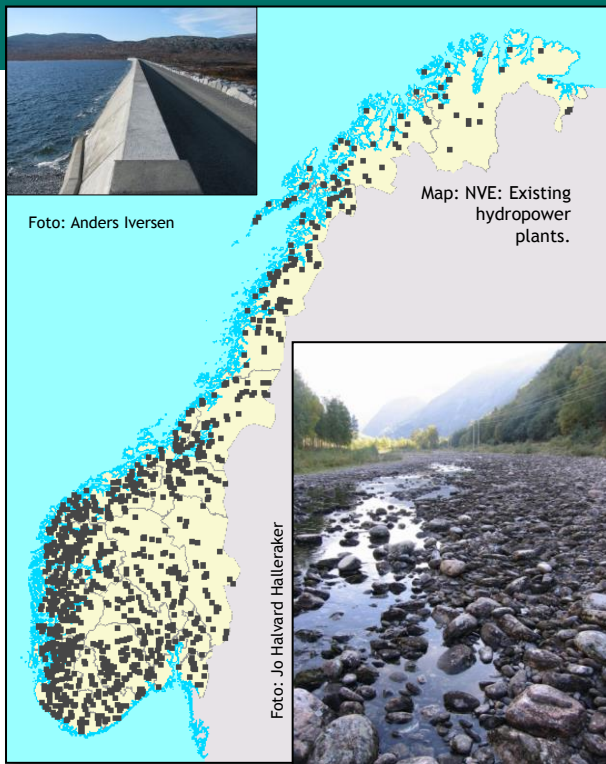 Foto: Anders Iversen
Map: NVE: Existing
hydropower
plants.
Foto: Jo Halvard Halleraker